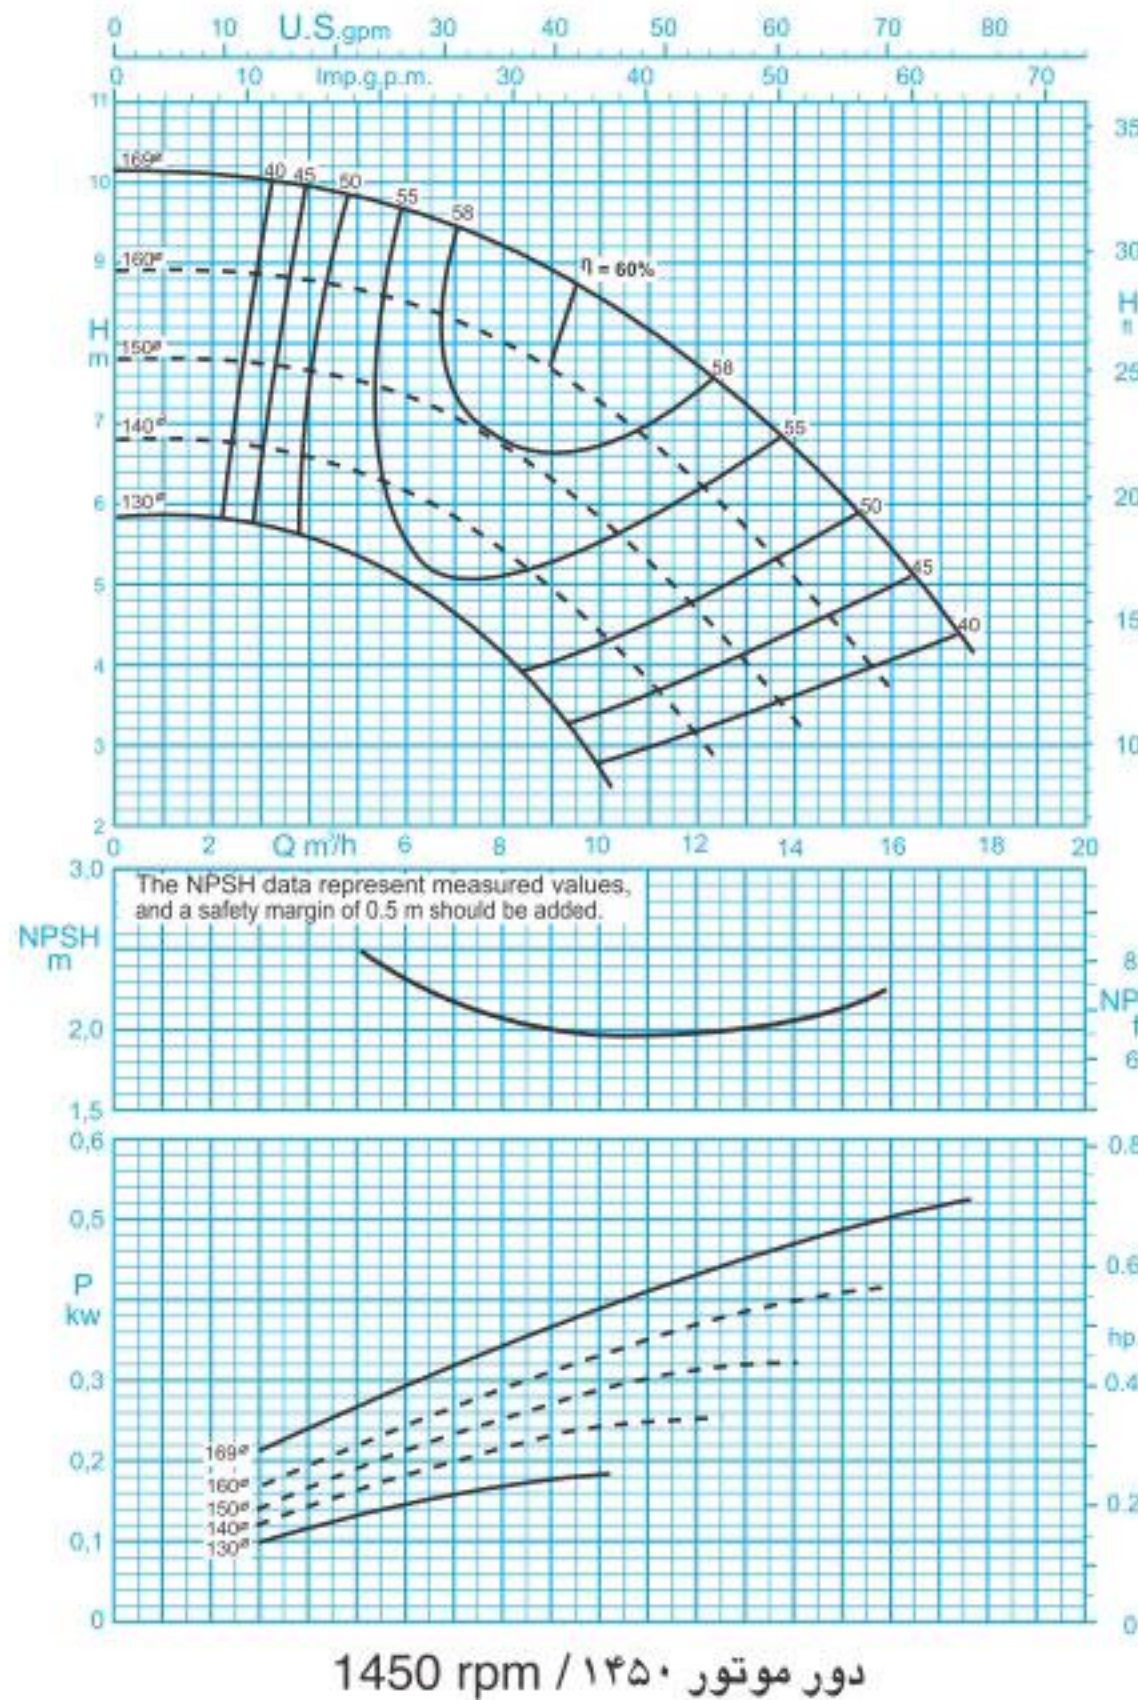 0 10 U.S.gpm 30 40 50 60 70 80
0 10 Imp.g.p.m. 30 40 50 60 70
11
35
169ø
40 45 50 55 58
10
160ø
9
η = 60%
30
H
m
H
ft
150ø
58
25
7
140ø
55
6
130ø
50
20
5
45
15
40
4
3
10
2
0 2 Q m³/h 6 8 10 12 14 16 18 20
3,0
The NPSH data represent measured values,
and a safety margin of 0.5 m should be added.
NPSH
m
8
NP
2,0
6
1,5
0,6
0.8
0,5
0.6
P
kw
hp.
0,3
0.4
0,2
169ø
160ø
150ø
140ø
130ø
0.2
0,1
0
0
1450 rpm / دور موتور ۱۴۵۰